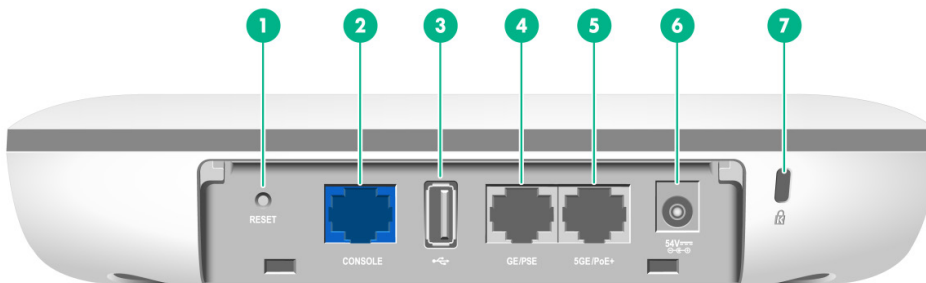 1 2 3 4 5 6 7
RESET
CONSOLE
GE/PSE
5GE/PoE+
54V
K